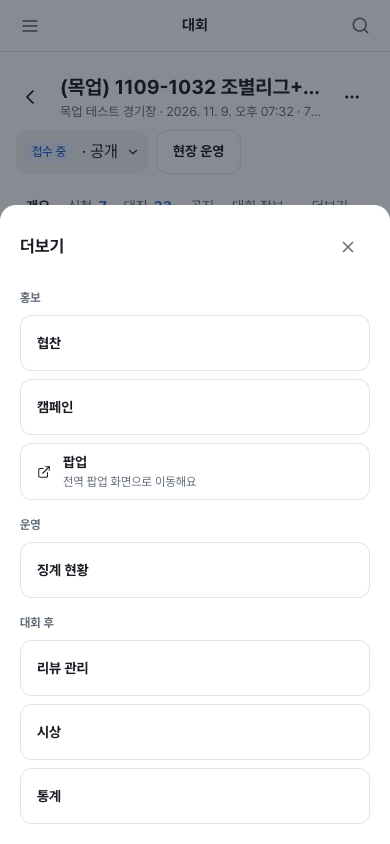 대회
(목업) 1109-1032 조별리그+...
목업 테스트 경기장 · 2026. 11. 9. 오후 07:32 · 7...
접수 중 · 공개
현장 운영
더보기
홍보
협찬
캠페인
팝업
전역 팝업 화면으로 이동해요
운영
징계 현황
대회 후
리뷰 관리
시상
통계